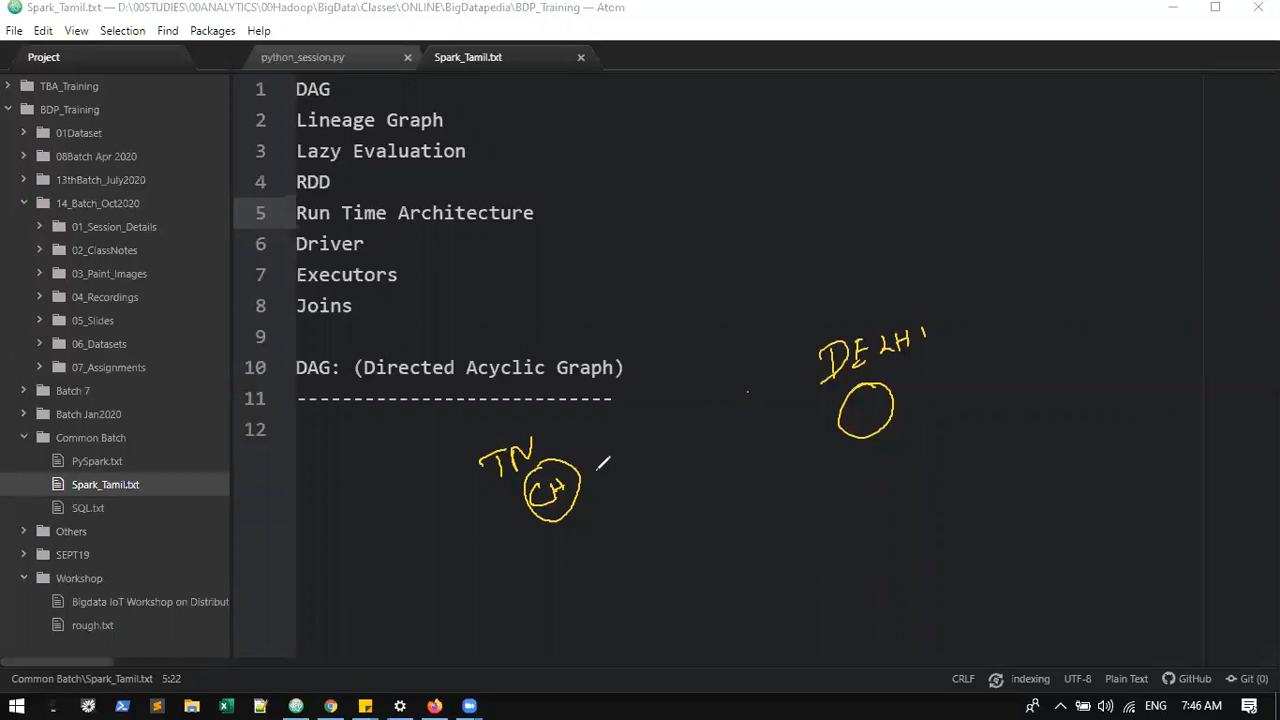 Spark_Tamil.txt — D:\00STUDIES\00ANALYTICS\00Hadoop\BigData\Classes\ONLINE\BigDatapedia\BDP_Training — Atom
File Edit View Selection Find Packages Help
Project
python_session.py
Spark_Tamil.txt
TBA_Training
BDP_Training
01Dataset
08Batch Apr 2020
13thBatch_July2020
14_Batch_Oct2020
01_Session_Details
02_ClassNotes
03_Paint_Images
04_Recordings
05_Slides
06_Datasets
07_Assignments
Batch 7
Batch Jan2020
Common Batch
PySpark.txt
Spark_Tamil.txt
SQL.txt
Others
SEPT19
Workshop
Bigdata IoT Workshop on Distribut
rough.txt
1 DAG
2 Lineage Graph
3 Lazy Evaluation
4 RDD
5 Run Time Architecture
6 Driver
7 Executors
8 Joins
9
10 DAG: (Directed Acyclic Graph)
11 ----------------------------
12
DELHI
TN
CH
Common Batch\Spark_Tamil.txt 5:22
CRLF Indexing UTF-8 Plain Text GitHub Git (0)
ENG 7:46 AM